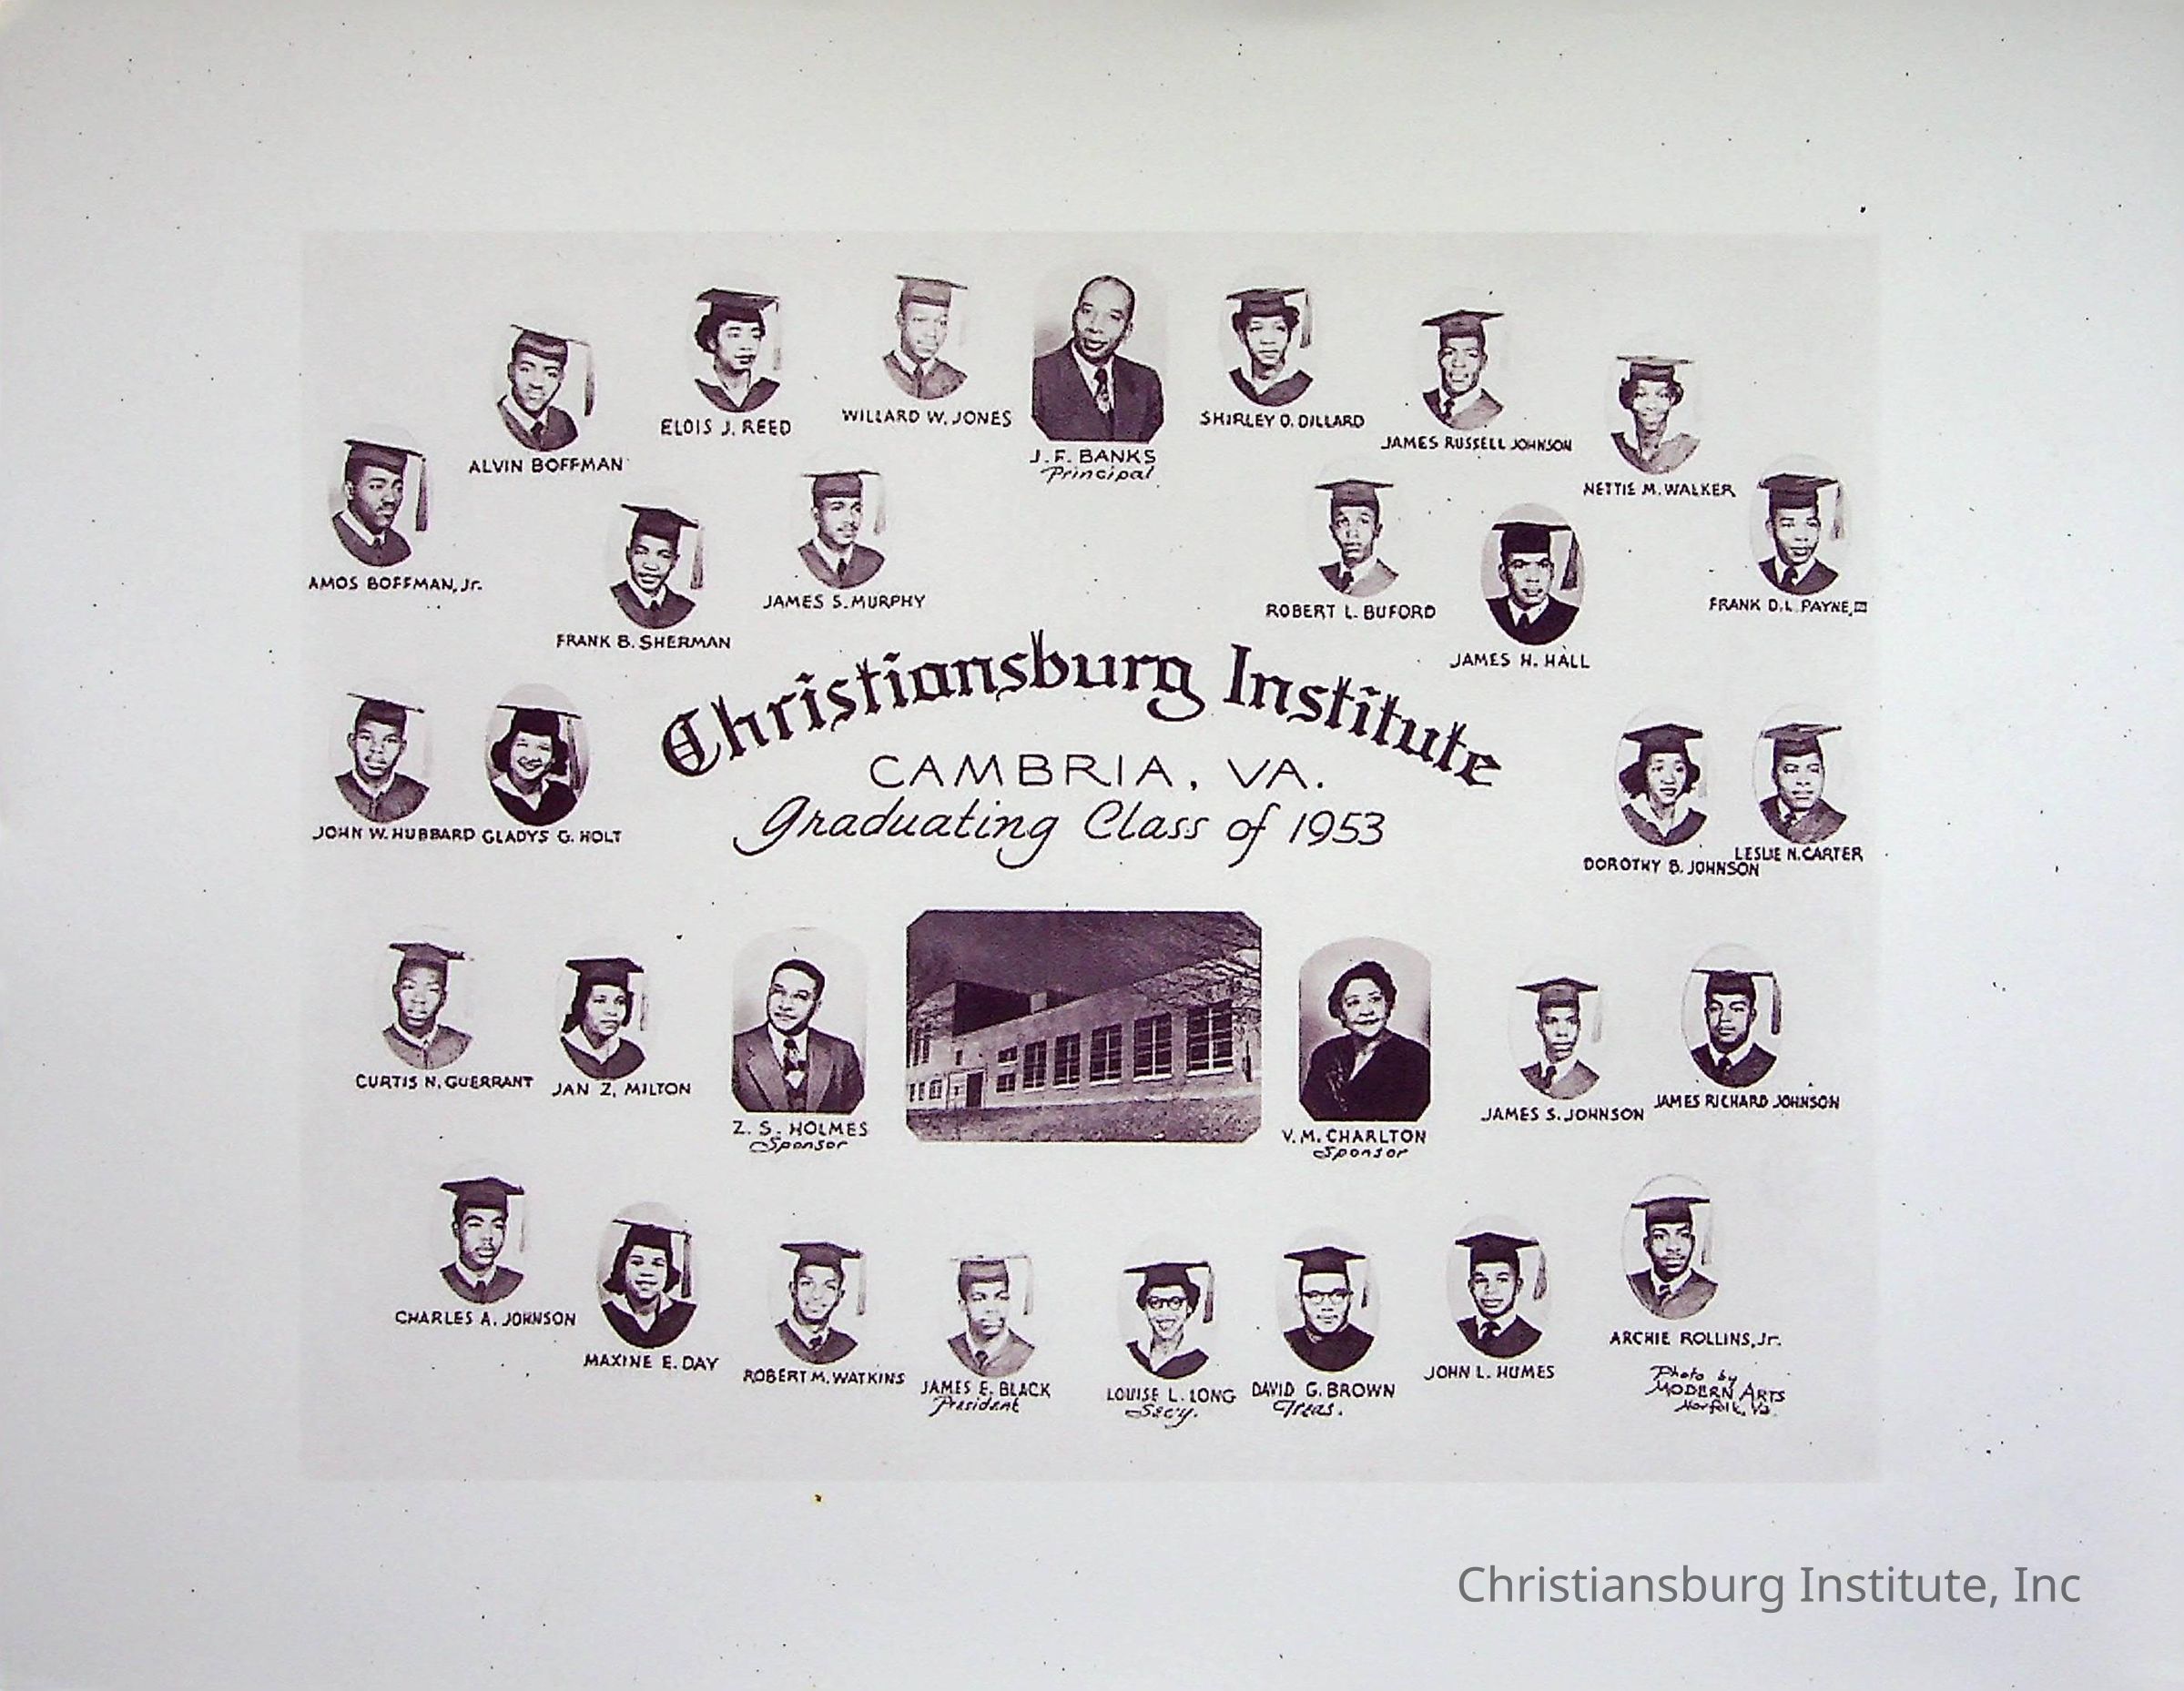 WILLARD W. JONES
SHIRLEY O. DILLARD
ELOIS J. REED
JAMES RUSSELL JOHNSON
J. F. BANKS
Principal
ALVIN BOFFMAN
NETTIE M. WALKER
AMOS BOFFMAN, Jr.
JAMES S. MURPHY
ROBERT L. BUFORD
FRANK D.L. PAYNE, III
FRANK B. SHERMAN
JAMES H. HALL
Christiansburg Institute
CAMBRIA, VA.
Graduating Class of 1953
JOHN W. HUBBARD
GLADYS G. HOLT
DOROTHY B. JOHNSON
LESLIE N. CARTER
CURTIS N. GUERRANT
JAN Z. MILTON
Z. S. HOLMES
Sponsor
V. M. CHARLTON
Sponsor
JAMES S. JOHNSON
JAMES RICHARD JOHNSON
CHARLES A. JOHNSON
MAXINE E. DAY
ROBERT M. WATKINS
JAMES E. BLACK
President
LOUISE L. LONG
Secy.
DAVID G. BROWN
Treas.
JOHN L. HUMES
ARCHIE ROLLINS, Jr.
Photo by
MODERN ARTS
Norfolk, Va.
Christiansburg Institute, Inc